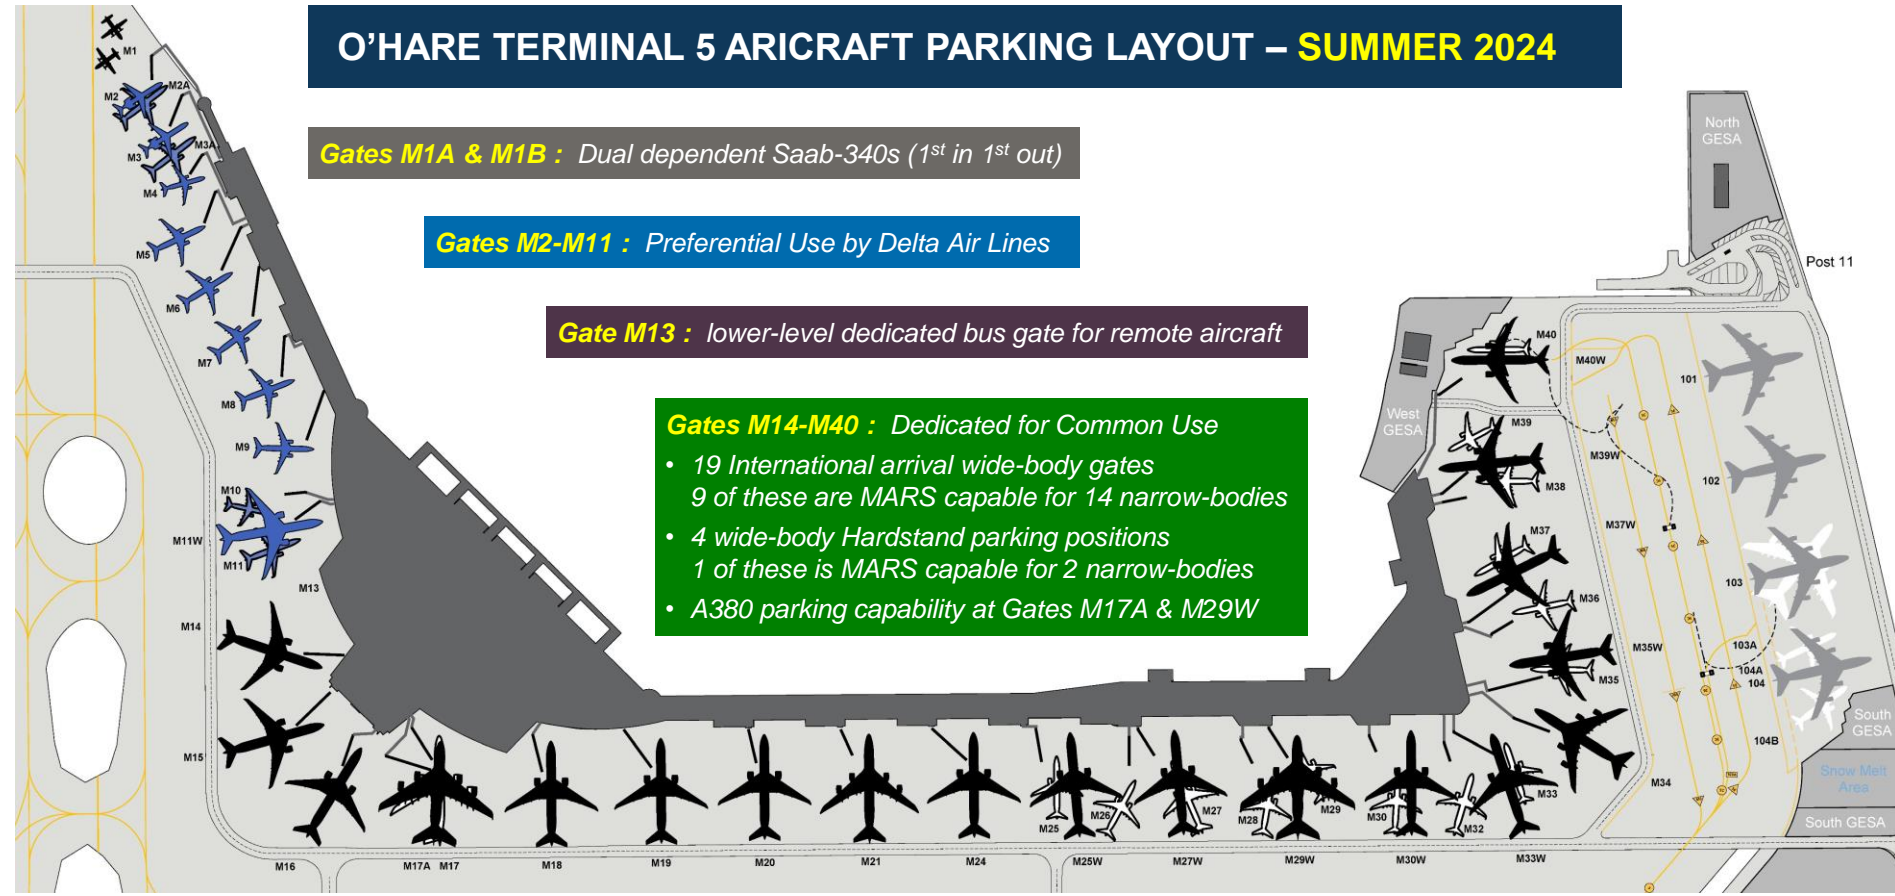 O'HARE TERMINAL 5 ARICRAFT PARKING LAYOUT – SUMMER 2024
Gates M1A & M1B : Dual dependent Saab-340s (1st in 1st out)
Gates M2-M11 : Preferential Use by Delta Air Lines
Gate M13 : lower-level dedicated bus gate for remote aircraft
Gates M14-M40 : Dedicated for Common Use
• 19 International arrival wide-body gates
9 of these are MARS capable for 14 narrow-bodies
• 4 wide-body Hardstand parking positions
1 of these is MARS capable for 2 narrow-bodies
• A380 parking capability at Gates M17A & M29W
M1
M2A
M2
M3A
M3
M4
M5
M6
M7
M8
M9
M10
M11W
M11
M13
M14
M15
M16
M17A
M17
M18
M19
M20
M21
M24
M25
M25W
M26
M27
M27W
M28
M29
M29W
M30
M30W
M32
M33
M33W
M34
M35
M35W
M36
M37
M37W
M38
M39
M39W
M40
M40W
101
102
103
103A
104A
104
104B
North
GESA
Post 11
West
GESA
South
GESA
Snow Melt
Area
South GESA